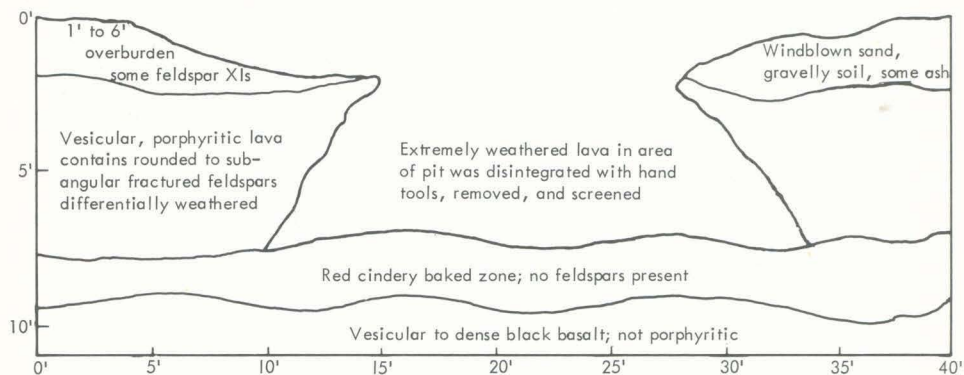 0'
1' to 6'
overburden
some feldspar Xls
Windblown sand,
gravelly soil, some ash
Vesicular, porphyritic lava
contains rounded to sub-
angular fractured feldspars
differentially weathered
Extremely weathered lava in area
of pit was disintegrated with hand
tools, removed, and screened
5'
Red cindery baked zone; no feldspars present
10'
Vesicular to dense black basalt; not porphyritic
0' 5' 10' 15' 20' 25' 30' 35' 40'